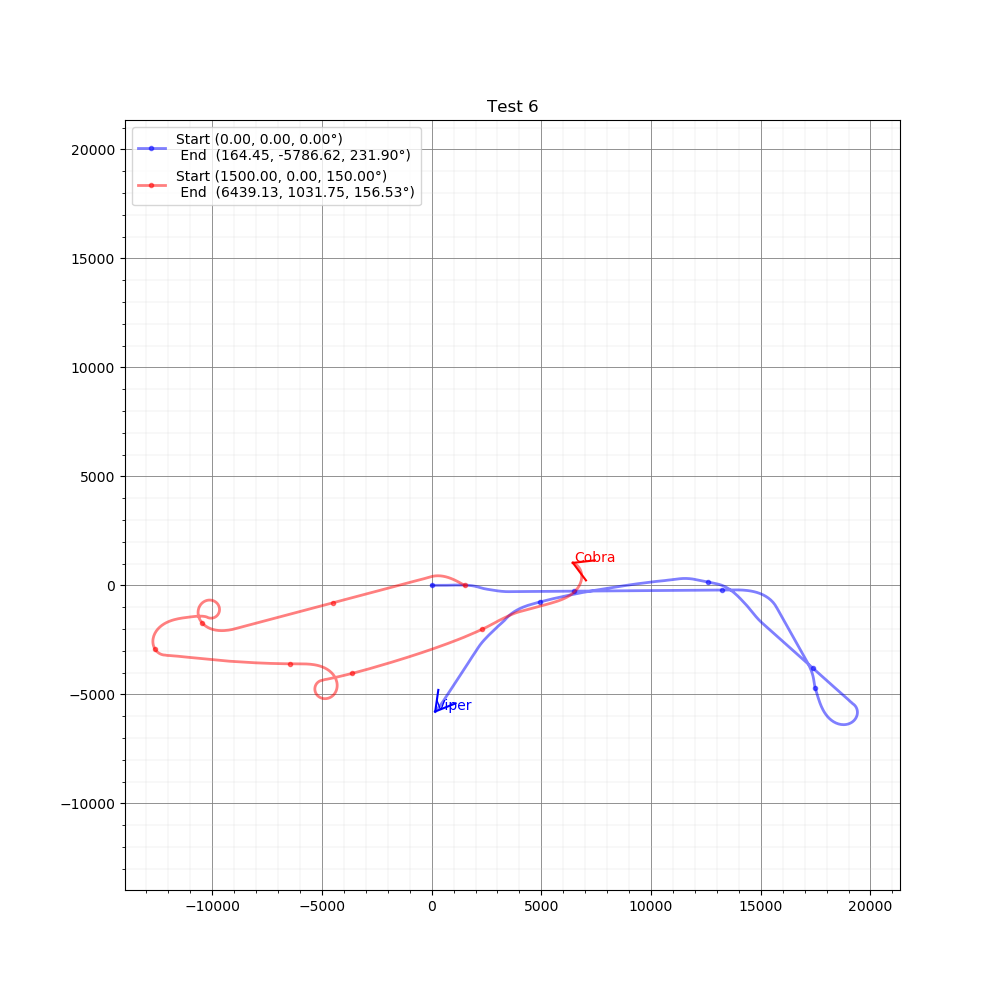 Test 6
Start (0.00, 0.00, 0.00°)
End (164.45, -5786.62, 231.90°)
Start (1500.00, 0.00, 150.00°)
End (6439.13, 1031.75, 156.53°)
20000
15000
10000
5000
0
−5000
−10000
Cobra
Viper
−10000 −5000 0 5000 10000 15000 20000